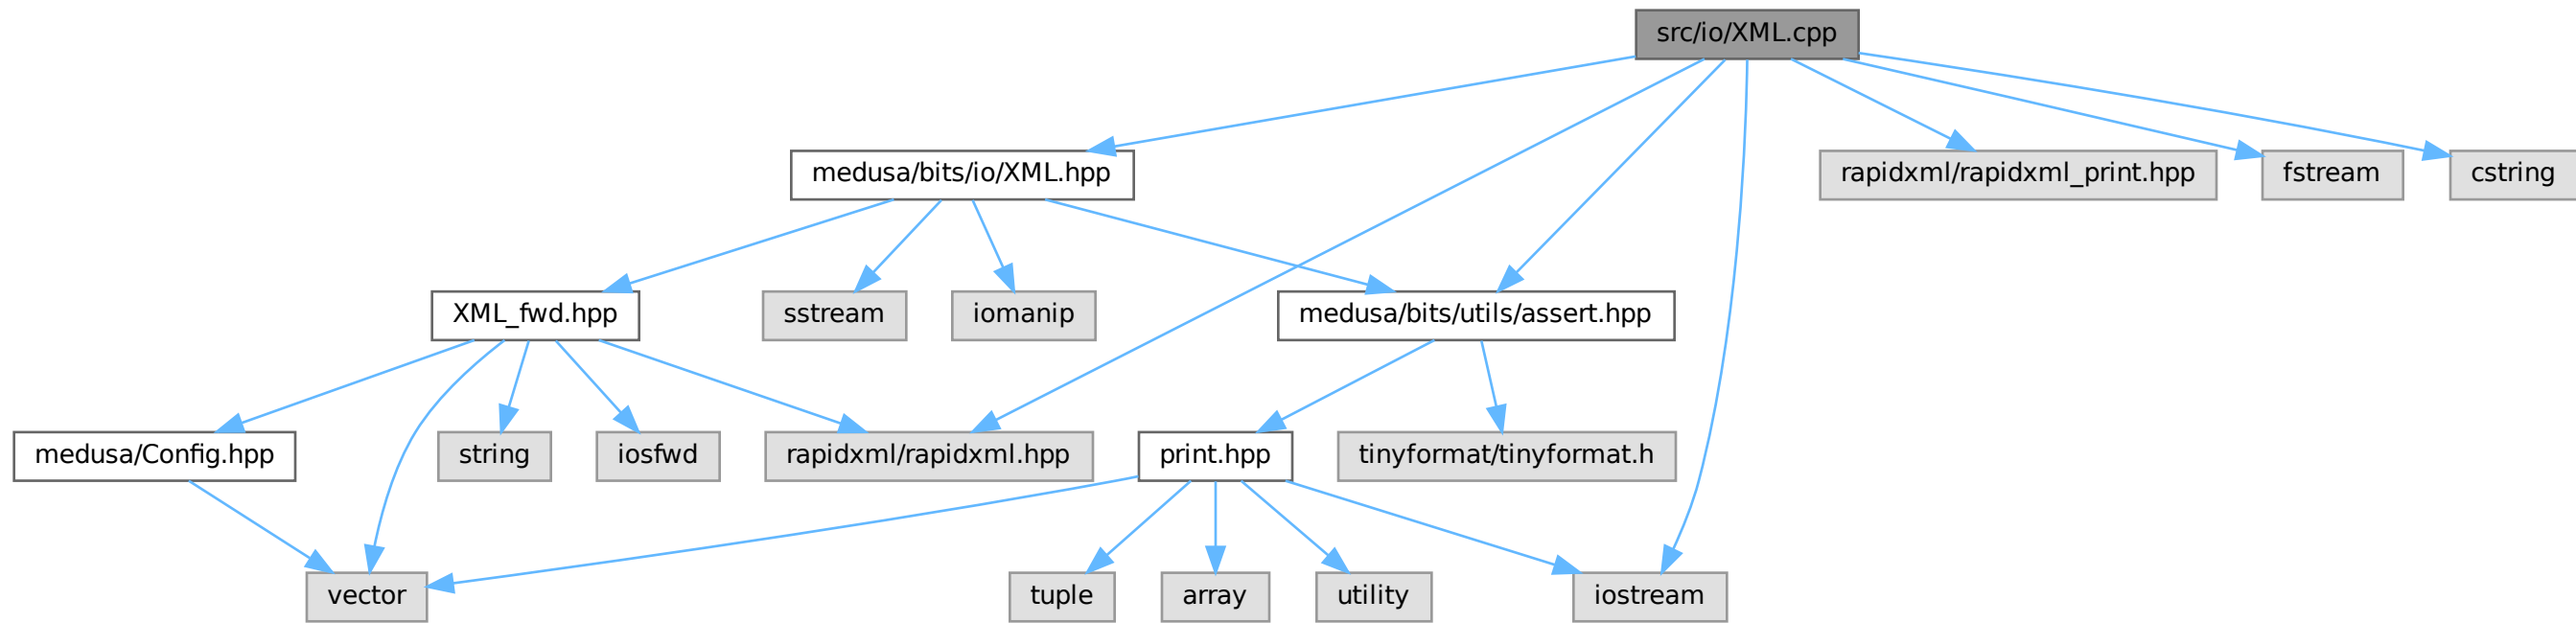 src/io/XML.cpp
medusa/bits/io/XML.hpp
rapidxml/rapidxml_print.hpp
fstream
cstring
XML_fwd.hpp
sstream
iomanip
medusa/bits/utils/assert.hpp
medusa/Config.hpp
string
iosfwd
rapidxml/rapidxml.hpp
print.hpp
tinyformat/tinyformat.h
vector
tuple
array
utility
iostream